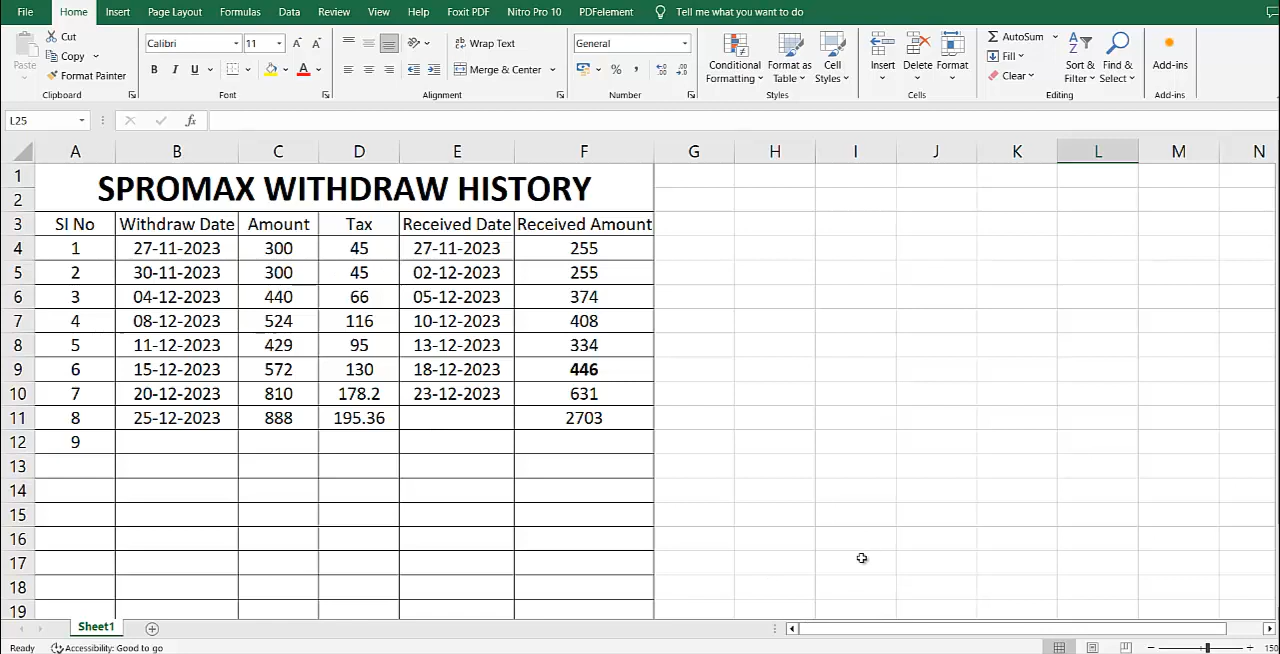 File Home Insert Page Layout Formulas Data Review View Help Foxit PDF Nitro Pro 10 PDFelement Tell me what you want to do
Paste Cut Copy Format Painter Clipboard
Calibri 11 A A B I U A Font
Wrap Text Merge & Center Alignment
General % , Number
Conditional Formatting Format as Table Cell Styles Styles
Insert Delete Format Cells
AutoSum Fill Clear Sort & Filter Find & Select Editing
Add-ins Add-ins
L25 fx
A B C D E F G H I J K L M N
1 SPROMAX WITHDRAW HISTORY
2
3 SI No Withdraw Date Amount Tax Received Date Received Amount
4 1 27-11-2023 300 45 27-11-2023 255
5 2 30-11-2023 300 45 02-12-2023 255
6 3 04-12-2023 440 66 05-12-2023 374
7 4 08-12-2023 524 116 10-12-2023 408
8 5 11-12-2023 429 95 13-12-2023 334
9 6 15-12-2023 572 130 18-12-2023 446
10 7 20-12-2023 810 178.2 23-12-2023 631
11 8 25-12-2023 888 195.36 2703
12 9
13
14
15
16
17
18
19
Sheet1
Ready Accessibility: Good to go 150